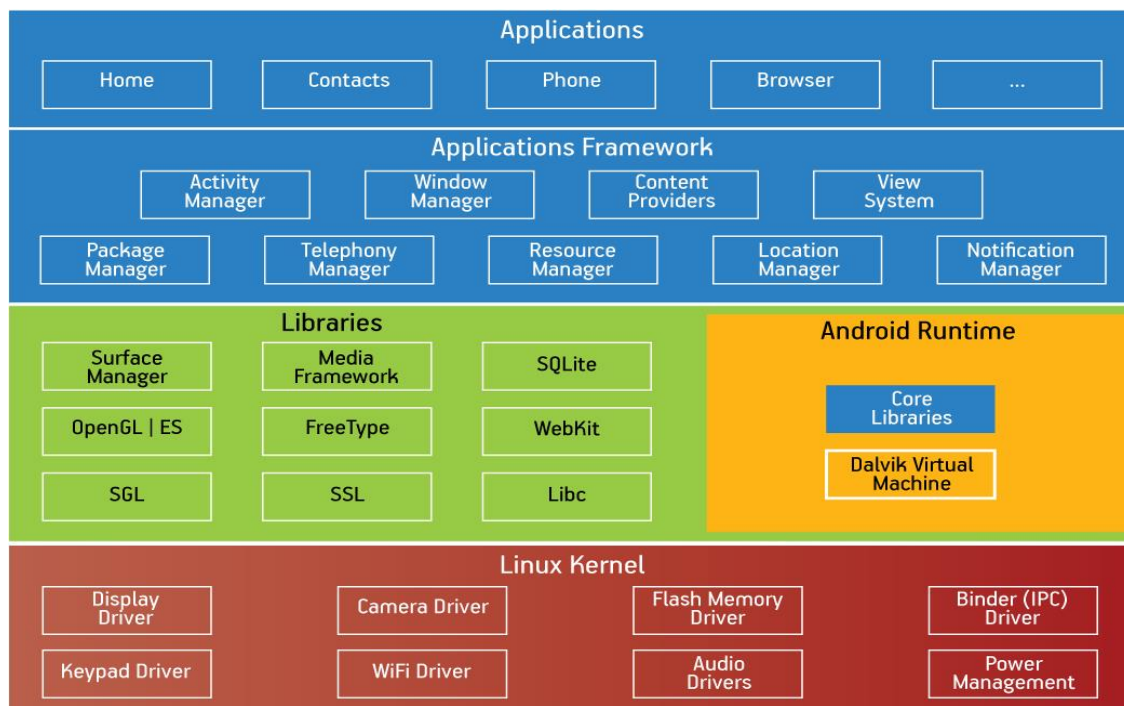 Applications
Home
Contacts
Phone
Browser
...
Applications Framework
Activity
Manager
Window
Manager
Content
Providers
View
System
Package
Manager
Telephony
Manager
Resource
Manager
Location
Manager
Notification
Manager
Libraries
Surface
Manager
Media
Framework
SQLite
OpenGL | ES
FreeType
WebKit
SGL
SSL
Libc
Android Runtime
Core
Libraries
Dalvik Virtual
Machine
Linux Kernel
Display
Driver
Camera Driver
Flash Memory
Driver
Binder (IPC)
Driver
Keypad Driver
WiFi Driver
Audio
Drivers
Power
Management